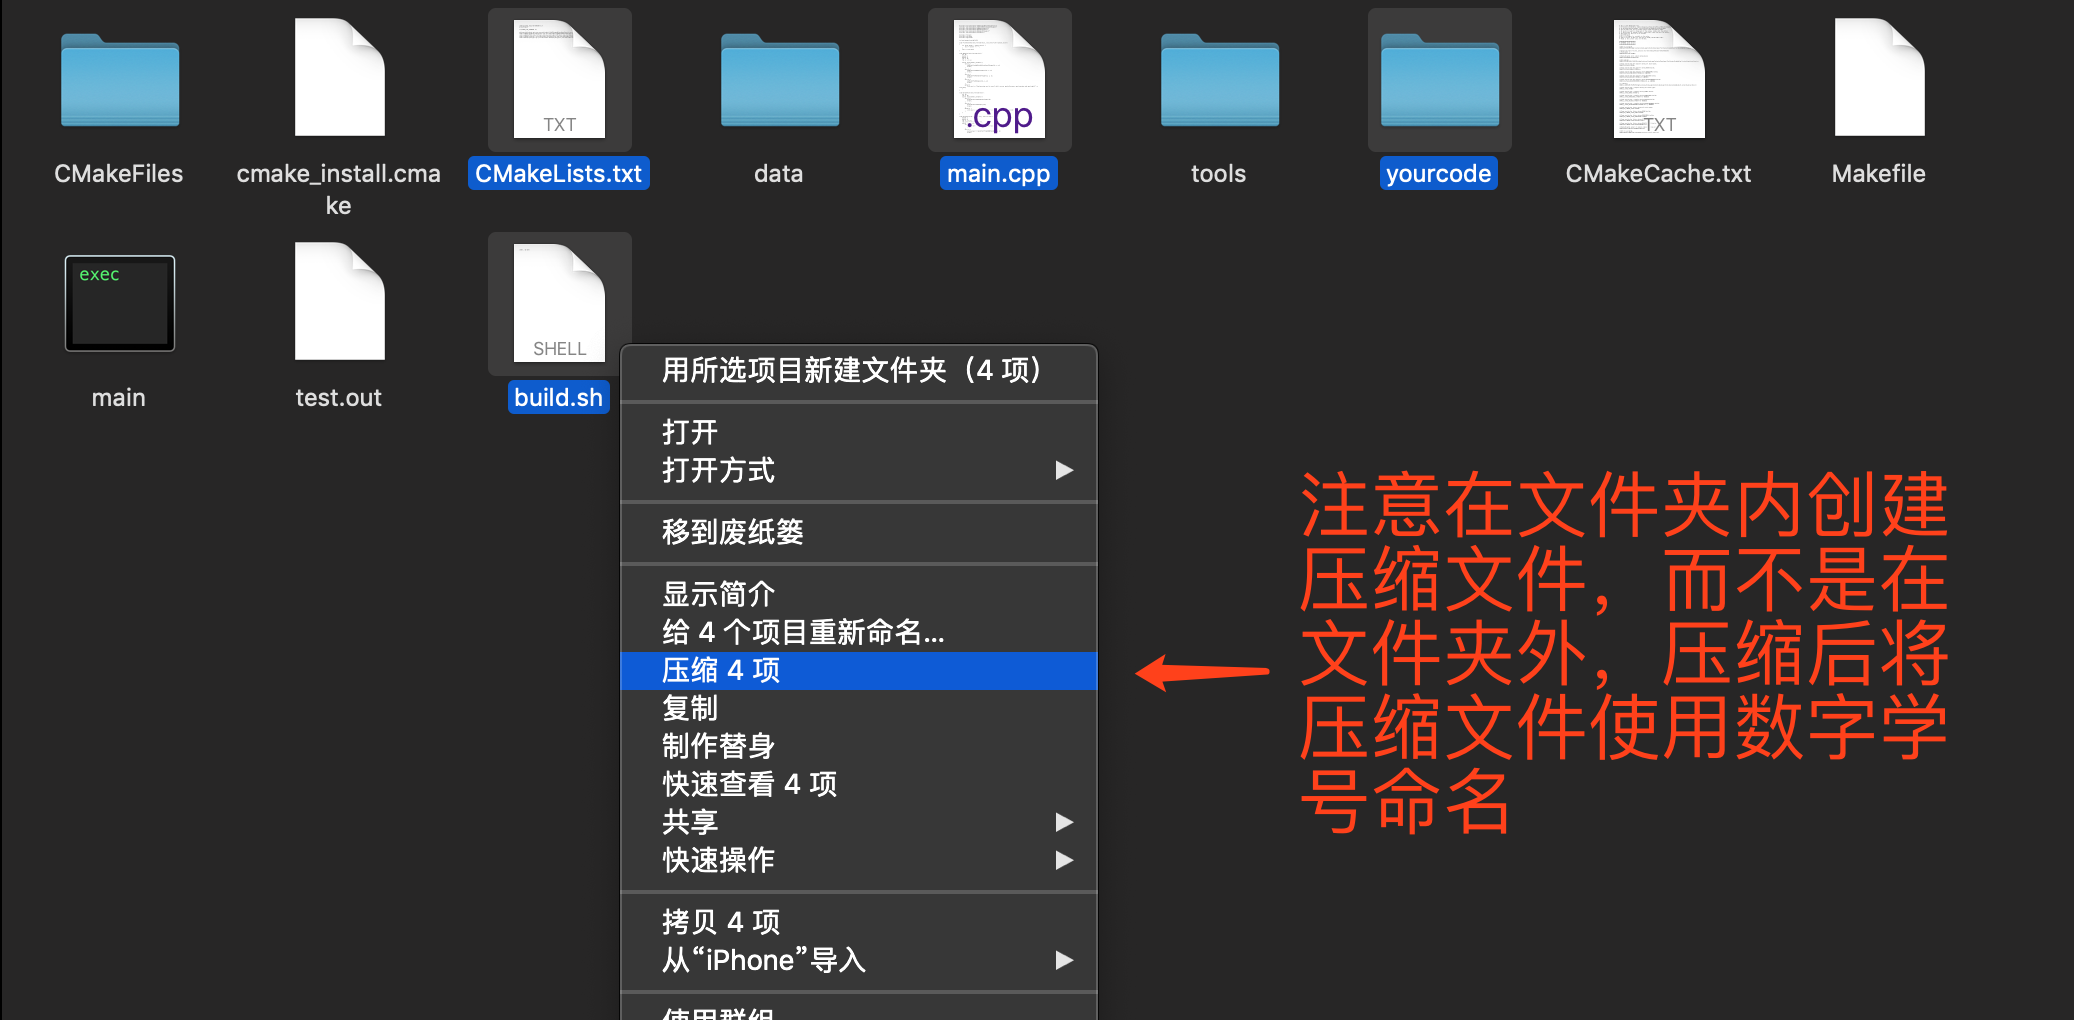 TXT
.cpp
TXT
CMakeFiles
cmake_install.cma
ke
CMakeLists.txt
data
main.cpp
tools
yourcode
CMakeCache.txt
Makefile
exec
SHELL
main
test.out
build.sh
用所选项目新建文件夹（4 项）
打开
打开方式
移到废纸篓
显示简介
给 4 个项目重新命名...
压缩 4 项
复制
制作替身
快速查看 4 项
共享
快速操作
拷贝 4 项
从“iPhone”导入
使用群组
注意在文件夹内创建
压缩文件，而不是在
文件夹外，压缩后将
压缩文件使用数字学
号命名